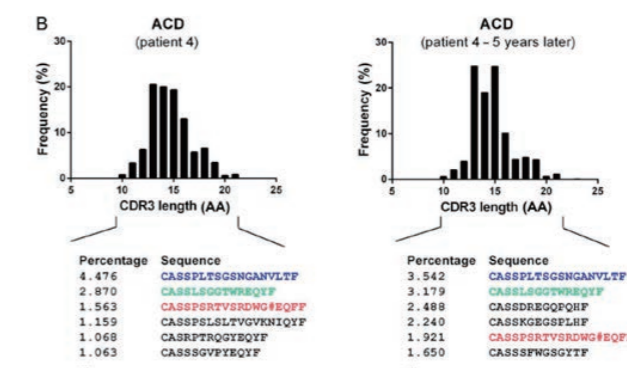 B
ACD
(patient 4)
30
20
10
0
Frequency (%)
5 10 15 20 25
CDR3 length (AA)
Percentage Sequence
4.476 CASSPLTSGSNGANVLTF
2.870 CASSLSGGTWREQYF
1.563 CASSPSRTVSRDWG#EQFF
1.159 CASSPSLSLTVGVKNIQYF
1.068 CASRPTRQGYEQYF
1.063 CASSSGVPYEQYF
ACD
(patient 4 - 5 years later)
30
20
10
0
Frequency (%)
5 10 15 20 25
CDR3 length (AA)
Percentage Sequence
3.542 CASSPLTSGSNGANVLTF
3.179 CASSLSGGTWREQYF
2.488 CASSDREGQPQHF
2.240 CASSKGEGSPLHF
1.921 CASSPSRTVSRDWG#EQF
1.650 CASSSFWGSGYTF